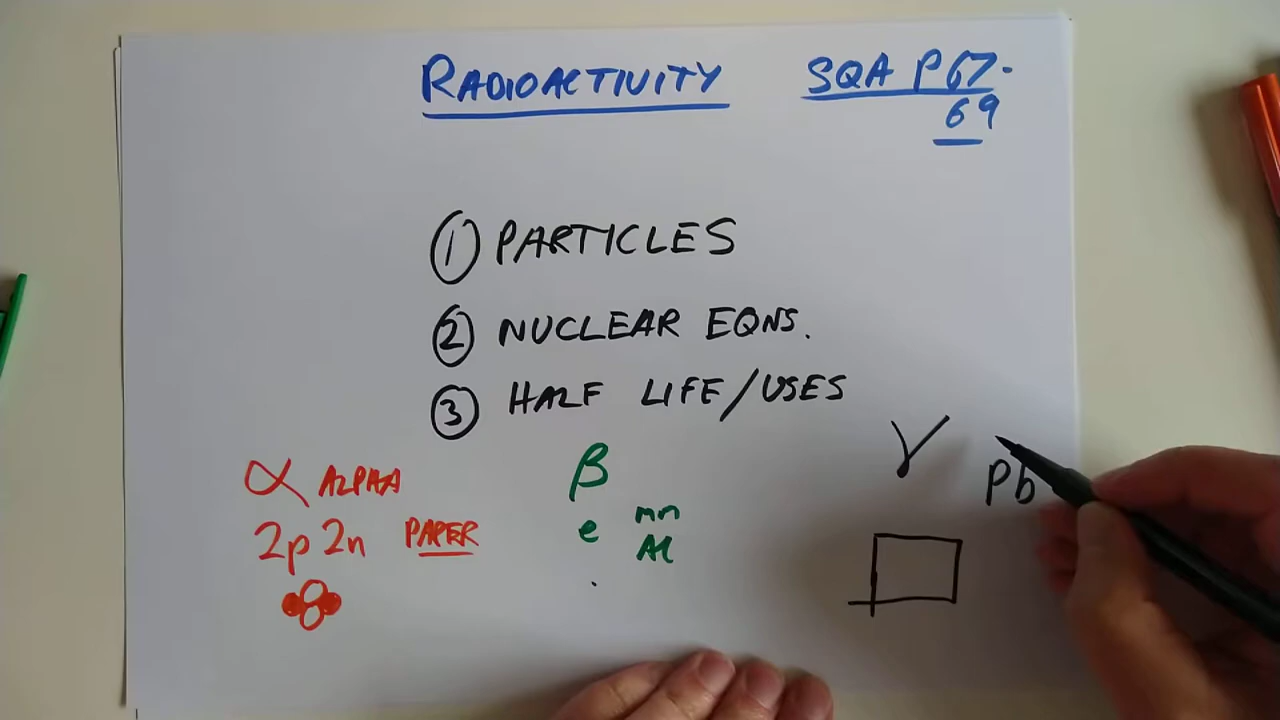 RADIOACTIVITY SQA P67-
69
① PARTICLES
② NUCLEAR EQNS.
③ HALF LIFE/USES
α ALPHA
2p 2n PAPER
β
e mm
Al
γ
Pb